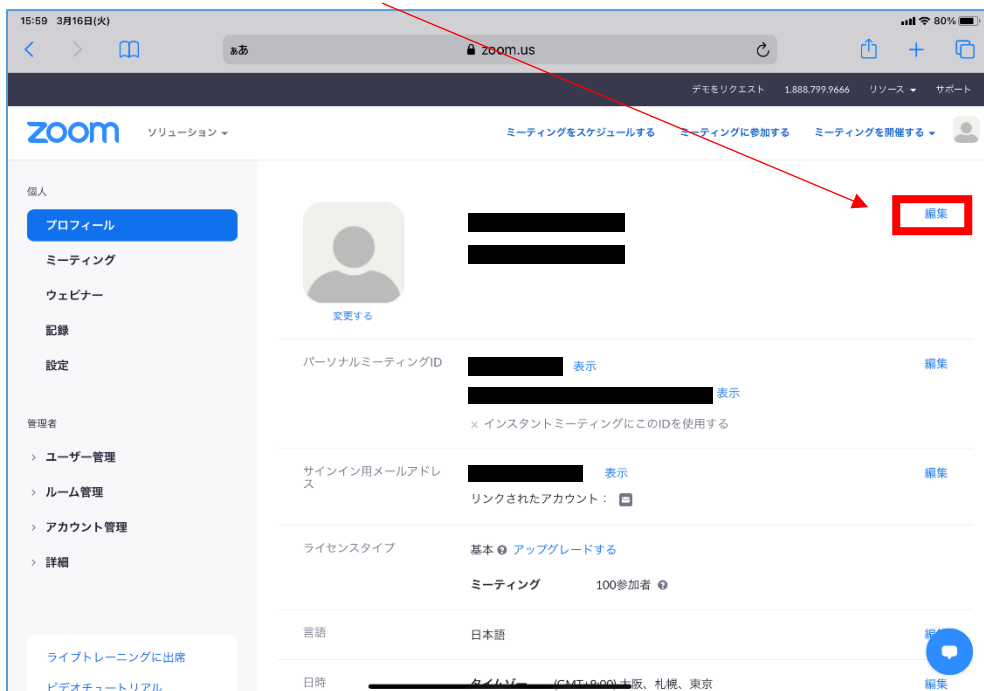 15:59 3月16日(火)
80%
ぁあ
zoom.us
デモをリクエスト 1.888.799.9666 リソース サポート
zoom ソリューション ミーティングをスケジュールする ミーティングに参加する ミーティングを開催する
個人
プロフィール
ミーティング
ウェビナー
記録
設定
管理者
ユーザー管理
ルーム管理
アカウント管理
詳細
ライブトレーニングに出席
ビデオチュートリアル
変更する
編集
パーソナルミーティングID
表示
編集
表示
× インスタントミーティングにこのIDを使用する
サインイン用メールアドレ
ス
表示
編集
リンクされたアカウント：
ライセンスタイプ
基本 アップグレードする
ミーティング 100参加者
言語
日本語
日時
タイムゾーン (GMT+9:00) 大阪、札幌、東京
編集